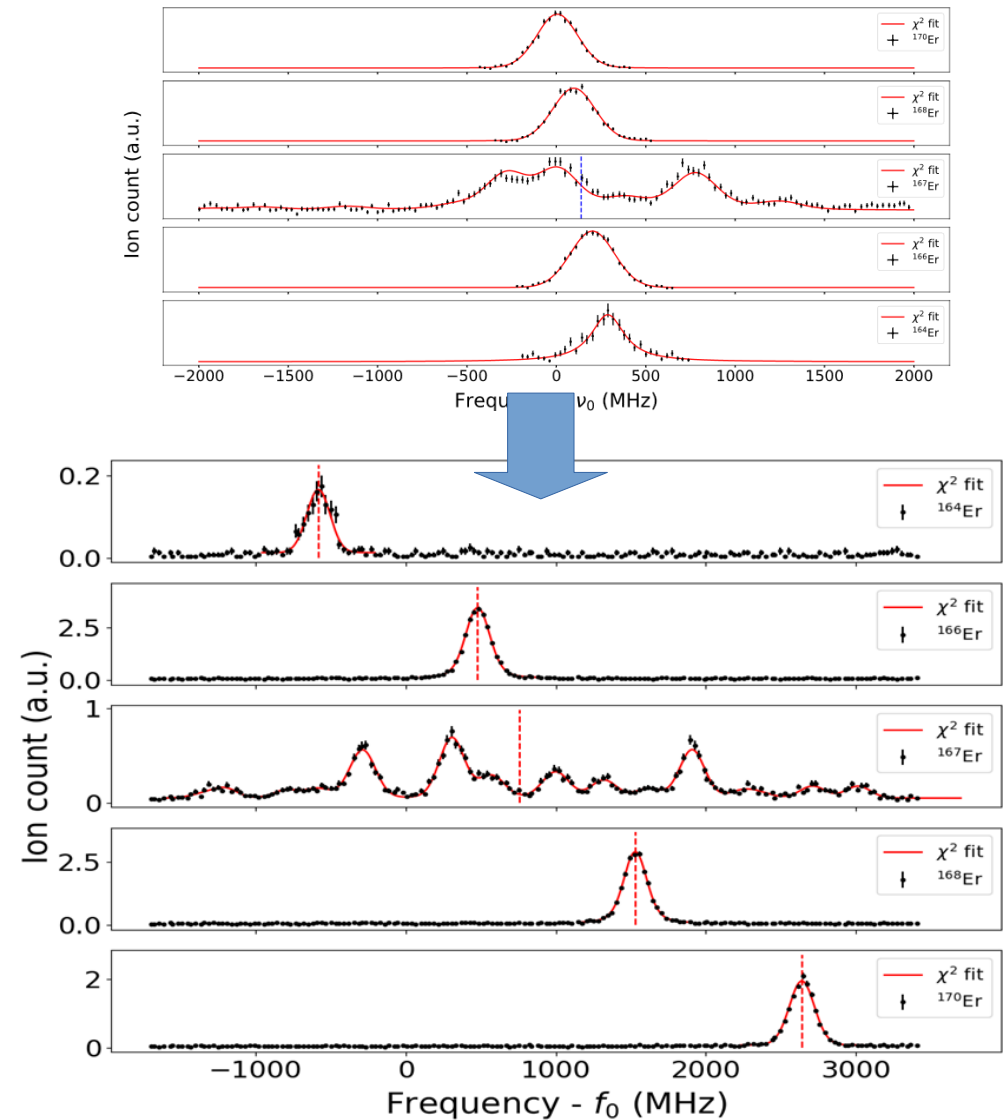 χ² fit
¹⁷⁰Er
χ² fit
¹⁶⁸Er
χ² fit
¹⁶⁷Er
χ² fit
¹⁶⁶Er
χ² fit
¹⁶⁴Er
Ion count (a.u.)
−2000 −1500 −1000 −500 0 500 1000 1500 2000
Frequ ν₀ (MHz)
0.2
0.0
χ² fit
¹⁶⁴Er
2.5
0.0
χ² fit
¹⁶⁶Er
1
0
χ² fit
¹⁶⁷Er
2.5
0.0
χ² fit
¹⁶⁸Er
2
0
χ² fit
¹⁷⁰Er
Ion count (a.u.)
−1000 0 1000 2000 3000
Frequency - f₀ (MHz)